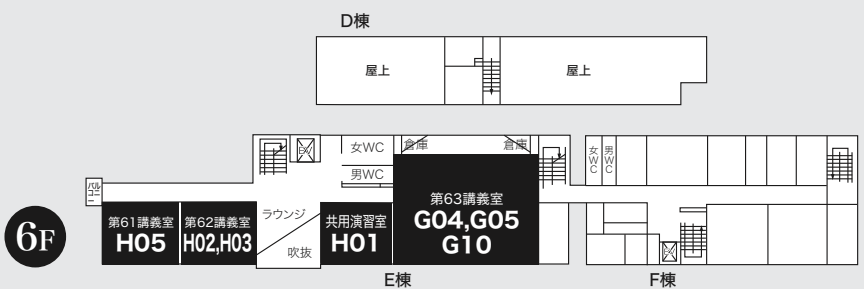 D棟
屋上
屋上
倉庫
倉庫
女WC
男WC
EV
女WC
男WC
バルコニー
第61講義室
H05
第62講義室
H02,H03
ラウンジ
吹抜
共用演習室
H01
第63講義室
G04,G05
G10
EV
6F
E棟
F棟